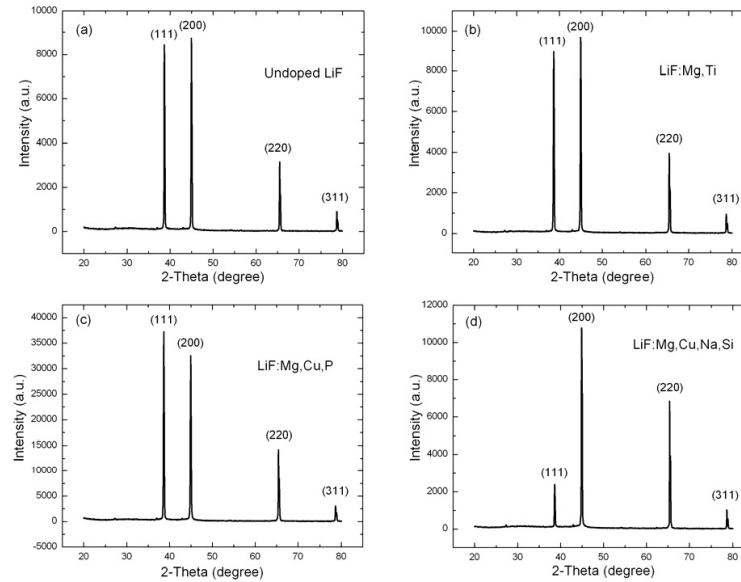 (a)
Undoped LiF
(111)
(200)
(220)
(311)
10000
8000
6000
4000
2000
0
20 30 40 50 60 70 80
Intensity (a.u.)
2-Theta (degree)
(b)
LiF:Mg,Ti
(111)
(200)
(220)
(311)
10000
8000
6000
4000
2000
0
20 30 40 50 60 70 80
Intensity (a.u.)
2-Theta (degree)
(c)
LiF:Mg,Cu,P
(111)
(200)
(220)
(311)
40000
35000
30000
25000
20000
15000
10000
5000
0
-5000
20 30 40 50 60 70 80
Intensity (a.u.)
2-Theta (degree)
(d)
LiF:Mg,Cu,Na,Si
(111)
(200)
(220)
(311)
12000
10000
8000
6000
4000
2000
0
20 30 40 50 60 70 80
Intensity (a.u.)
2-Theta (degree)